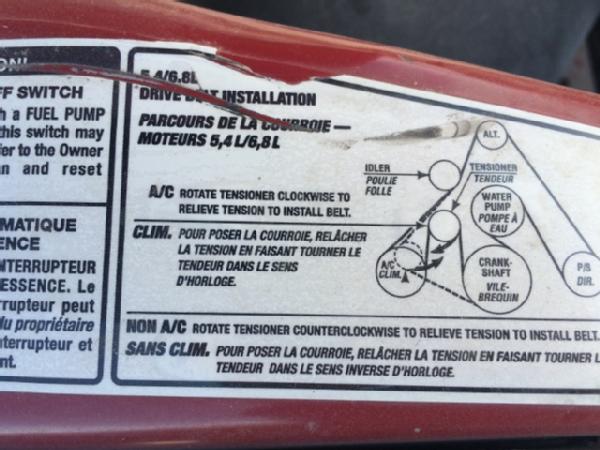 ON!
FF SWITCH
h a FUEL PUMP
this switch may
fer to the Owner
an and reset
MATIQUE
ENCE
NTERRUPTEUR
ESSENCE. Le
rrupteur peut
du propriétaire
nterrupteur et
nt.
5.4/6.8L
DRIVE BELT INSTALLATION
PARCOURS DE LA COURROIE —
MOTEURS 5,4 L/6,8 L
A/C ROTATE TENSIONER CLOCKWISE TO
RELIEVE TENSION TO INSTALL BELT.
CLIM. POUR POSER LA COURROIE, RELÂCHER
LA TENSION EN FAISANT TOURNER LE
TENDEUR DANS LE SENS
D'HORLOGE.
ALT.
IDLER
POULIE
FOLLE
TENSIONER
TENDEUR
WATER
PUMP
POMPE À
EAU
A/C
CLIM.
CRANK-
SHAFT
VILE-
BREQUIN
P/S
DIR.
NON A/C ROTATE TENSIONER COUNTERCLOCKWISE TO RELIEVE TENSION TO INSTALL BELT.
SANS CLIM. POUR POSER LA COURROIE, RELÂCHER LA TENSION EN FAISANT TOURNER L
TENDEUR DANS LE SENS INVERSE D'HORLOGE.